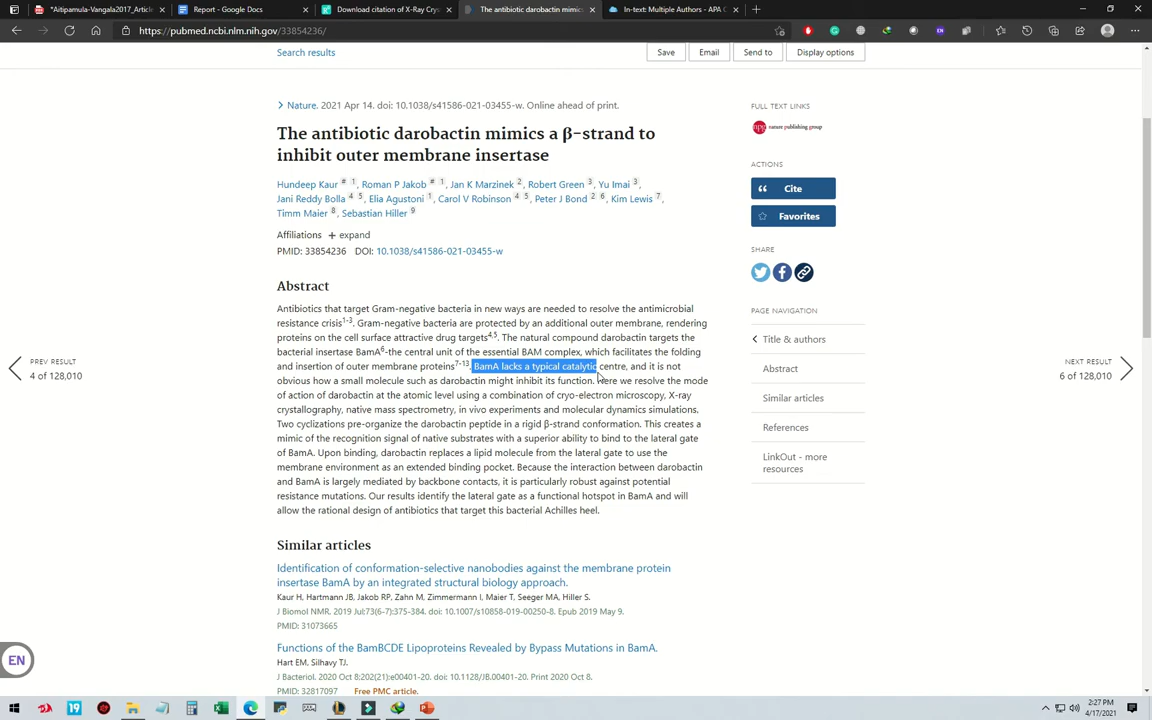 *Aitipamula-Vangala2017_Article
Report - Google Docs
Download citation of X-Ray Cry
The antibiotic darobactin mimics
In-text: Multiple Authors - APA C
https://pubmed.ncbi.nlm.nih.gov/33854236/
Search results
Save
Email
Send to
Display options
Nature. 2021 Apr 14. doi: 10.1038/s41586-021-03455-w. Online ahead of print.
The antibiotic darobactin mimics a β-strand to
inhibit outer membrane insertase
Hundeep Kaur # 1, Roman P Jakob # 1, Jan K Marzinek 2, Robert Green 3, Yu Imai 3,
Jani Reddy Bolla 4 5, Elia Agustoni 1, Carol V Robinson 4 5, Peter J Bond 2 6, Kim Lewis 7,
Timm Maier 8, Sebastian Hiller 9
Affiliations + expand
PMID: 33854236 DOI: 10.1038/s41586-021-03455-w
Abstract
Antibiotics that target Gram-negative bacteria in new ways are needed to resolve the antimicrobial
resistance crisis1-3. Gram-negative bacteria are protected by an additional outer membrane, rendering
proteins on the cell surface attractive drug targets4,5. The natural compound darobactin targets the
bacterial insertase BamA6-the central unit of the essential BAM complex, which facilitates the folding
and insertion of outer membrane proteins7-13. BamA lacks a typical catalytic centre, and it is not
obvious how a small molecule such as darobactin might inhibit its function. Here we resolve the mode
of action of darobactin at the atomic level using a combination of cryo-electron microscopy, X-ray
crystallography, native mass spectrometry, in vivo experiments and molecular dynamics simulations.
Two cyclizations pre-organize the darobactin peptide in a rigid β-strand conformation. This creates a
mimic of the recognition signal of native substrates with a superior ability to bind to the lateral gate
of BamA. Upon binding, darobactin replaces a lipid molecule from the lateral gate to use the
membrane environment as an extended binding pocket. Because the interaction between darobactin
and BamA is largely mediated by backbone contacts, it is particularly robust against potential
resistance mutations. Our results identify the lateral gate as a functional hotspot in BamA and will
allow the rational design of antibiotics that target this bacterial Achilles heel.
Similar articles
Identification of conformation-selective nanobodies against the membrane protein
insertase BamA by an integrated structural biology approach.
Kaur H, Hartmann JB, Jakob RP, Zahn M, Zimmermann I, Maier T, Seeger MA, Hiller S.
J Biomol NMR. 2019 Jul;73(6-7):375-384. doi: 10.1007/s10858-019-00250-8. Epub 2019 May 9.
PMID: 31073665
Functions of the BamBCDE Lipoproteins Revealed by Bypass Mutations in BamA.
Hart EM, Silhavy TJ.
J Bacteriol. 2020 Oct 8;202(21):e00401-20. doi: 10.1128/JB.00401-20. Print 2020 Oct 8.
PMID: 32817097 Free PMC article.
FULL TEXT LINKS
npg nature publishing group
ACTIONS
Cite
Favorites
SHARE
PAGE NAVIGATION
Title & authors
Abstract
Similar articles
References
LinkOut - more
resources
PREV RESULT
4 of 128,010
NEXT RESULT
6 of 128,010
EN
19
2:27 PM
4/17/2021